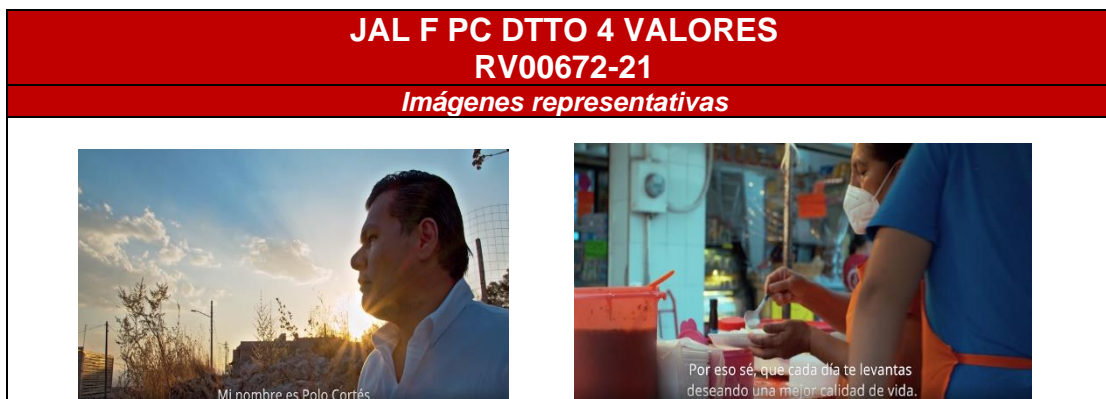 JAL F PC DTTO 4 VALORES
RV00672-21
Imágenes representativas
Mi nombre es Polo Cortés
Por eso sé, que cada día te levantas
deseando una mejor calidad de vida.